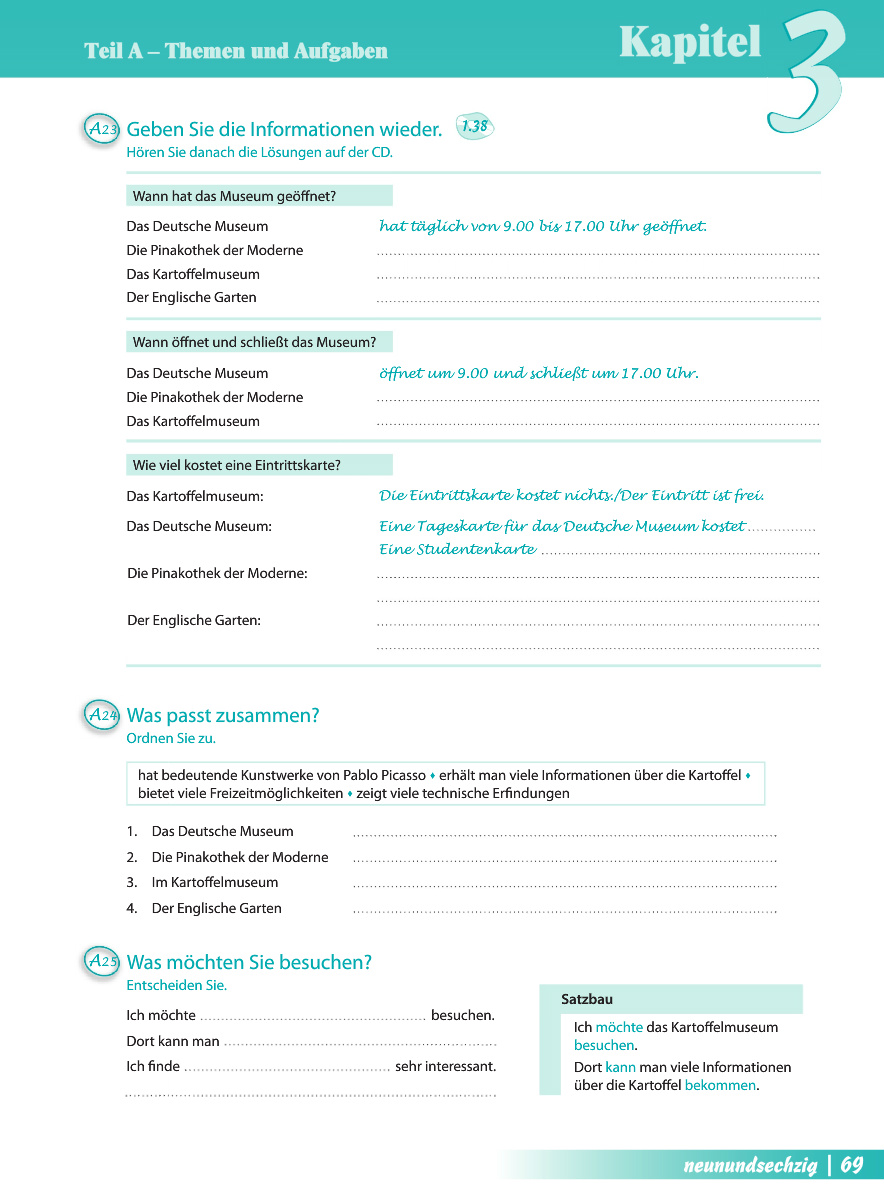 Teil A – Themen und Aufgaben
Kapitel 3
A23 Geben Sie die Informationen wieder. 1.38
Hören Sie danach die Lösungen auf der CD.
Wann hat das Museum geöffnet?
Das Deutsche Museum hat täglich von 9.00 bis 17.00 Uhr geöffnet.
Die Pinakothek der Moderne
Das Kartoffelmuseum
Der Englische Garten
Wann öffnet und schließt das Museum?
Das Deutsche Museum öffnet um 9.00 und schließt um 17.00 Uhr.
Die Pinakothek der Moderne
Das Kartoffelmuseum
Wie viel kostet eine Eintrittskarte?
Das Kartoffelmuseum: Die Eintrittskarte kostet nichts./Der Eintritt ist frei.
Das Deutsche Museum: Eine Tageskarte für das Deutsche Museum kostet
Eine Studentenkarte
Die Pinakothek der Moderne:
Der Englische Garten:
A24 Was passt zusammen?
Ordnen Sie zu.
hat bedeutende Kunstwerke von Pablo Picasso ♦ erhält man viele Informationen über die Kartoffel ♦
bietet viele Freizeitmöglichkeiten ♦ zeigt viele technische Erfindungen
1. Das Deutsche Museum
2. Die Pinakothek der Moderne
3. Im Kartoffelmuseum
4. Der Englische Garten
A25 Was möchten Sie besuchen?
Entscheiden Sie.
Ich möchte besuchen.
Dort kann man
Ich finde sehr interessant.
Satzbau
Ich möchte das Kartoffelmuseum
besuchen.
Dort kann man viele Informationen
über die Kartoffel bekommen.
neunundsechzig | 69